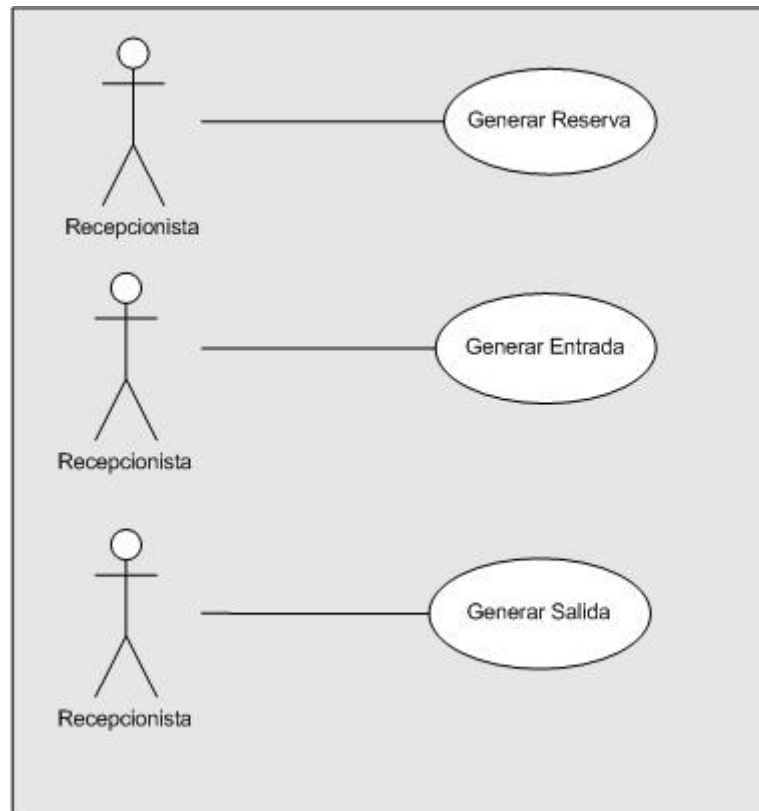 Generar Reserva
Recepcionista
Generar Entrada
Recepcionista
Generar Salida
Recepcionista